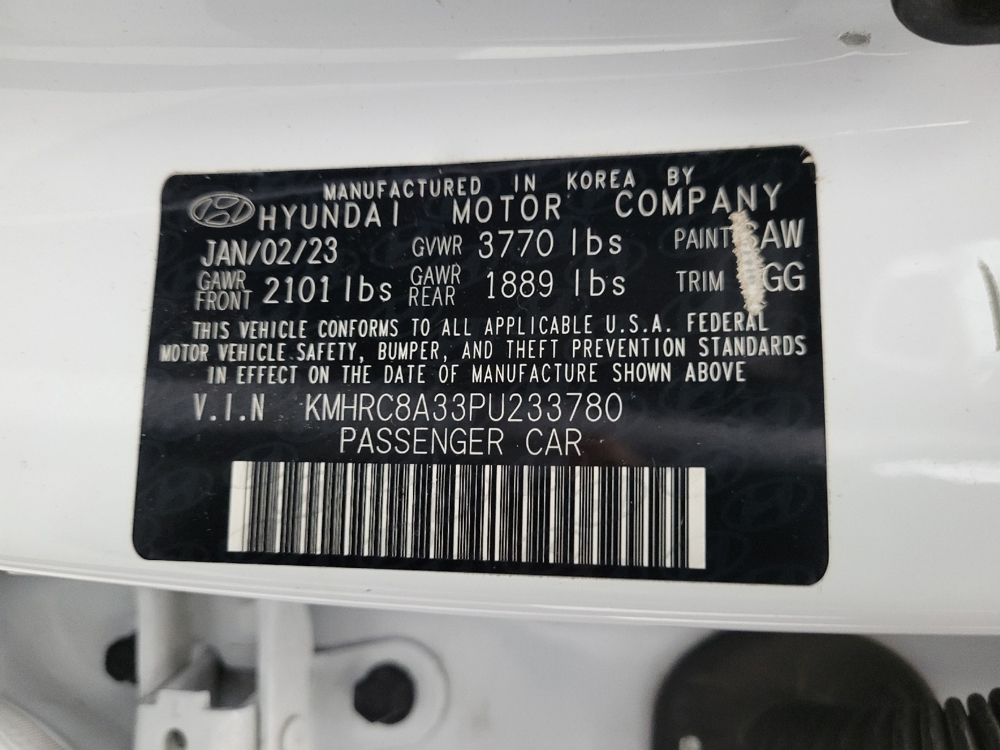 MANUFACTURED IN KOREA BY
HYUNDAI MOTOR COMPANY
JAN/02/23 GVWR 3770 lbs PAINT SAW
GAWR FRONT 2101 lbs GAWR REAR 1889 lbs TRIM
THIS VEHICLE CONFORMS TO ALL APPLICABLE U.S.A. FEDERAL
MOTOR VEHICLE SAFETY, BUMPER, AND THEFT PREVENTION STANDARDS
IN EFFECT ON THE DATE OF MANUFACTURE SHOWN ABOVE
V.I.N KMHRC8A33PU233780
PASSENGER CAR